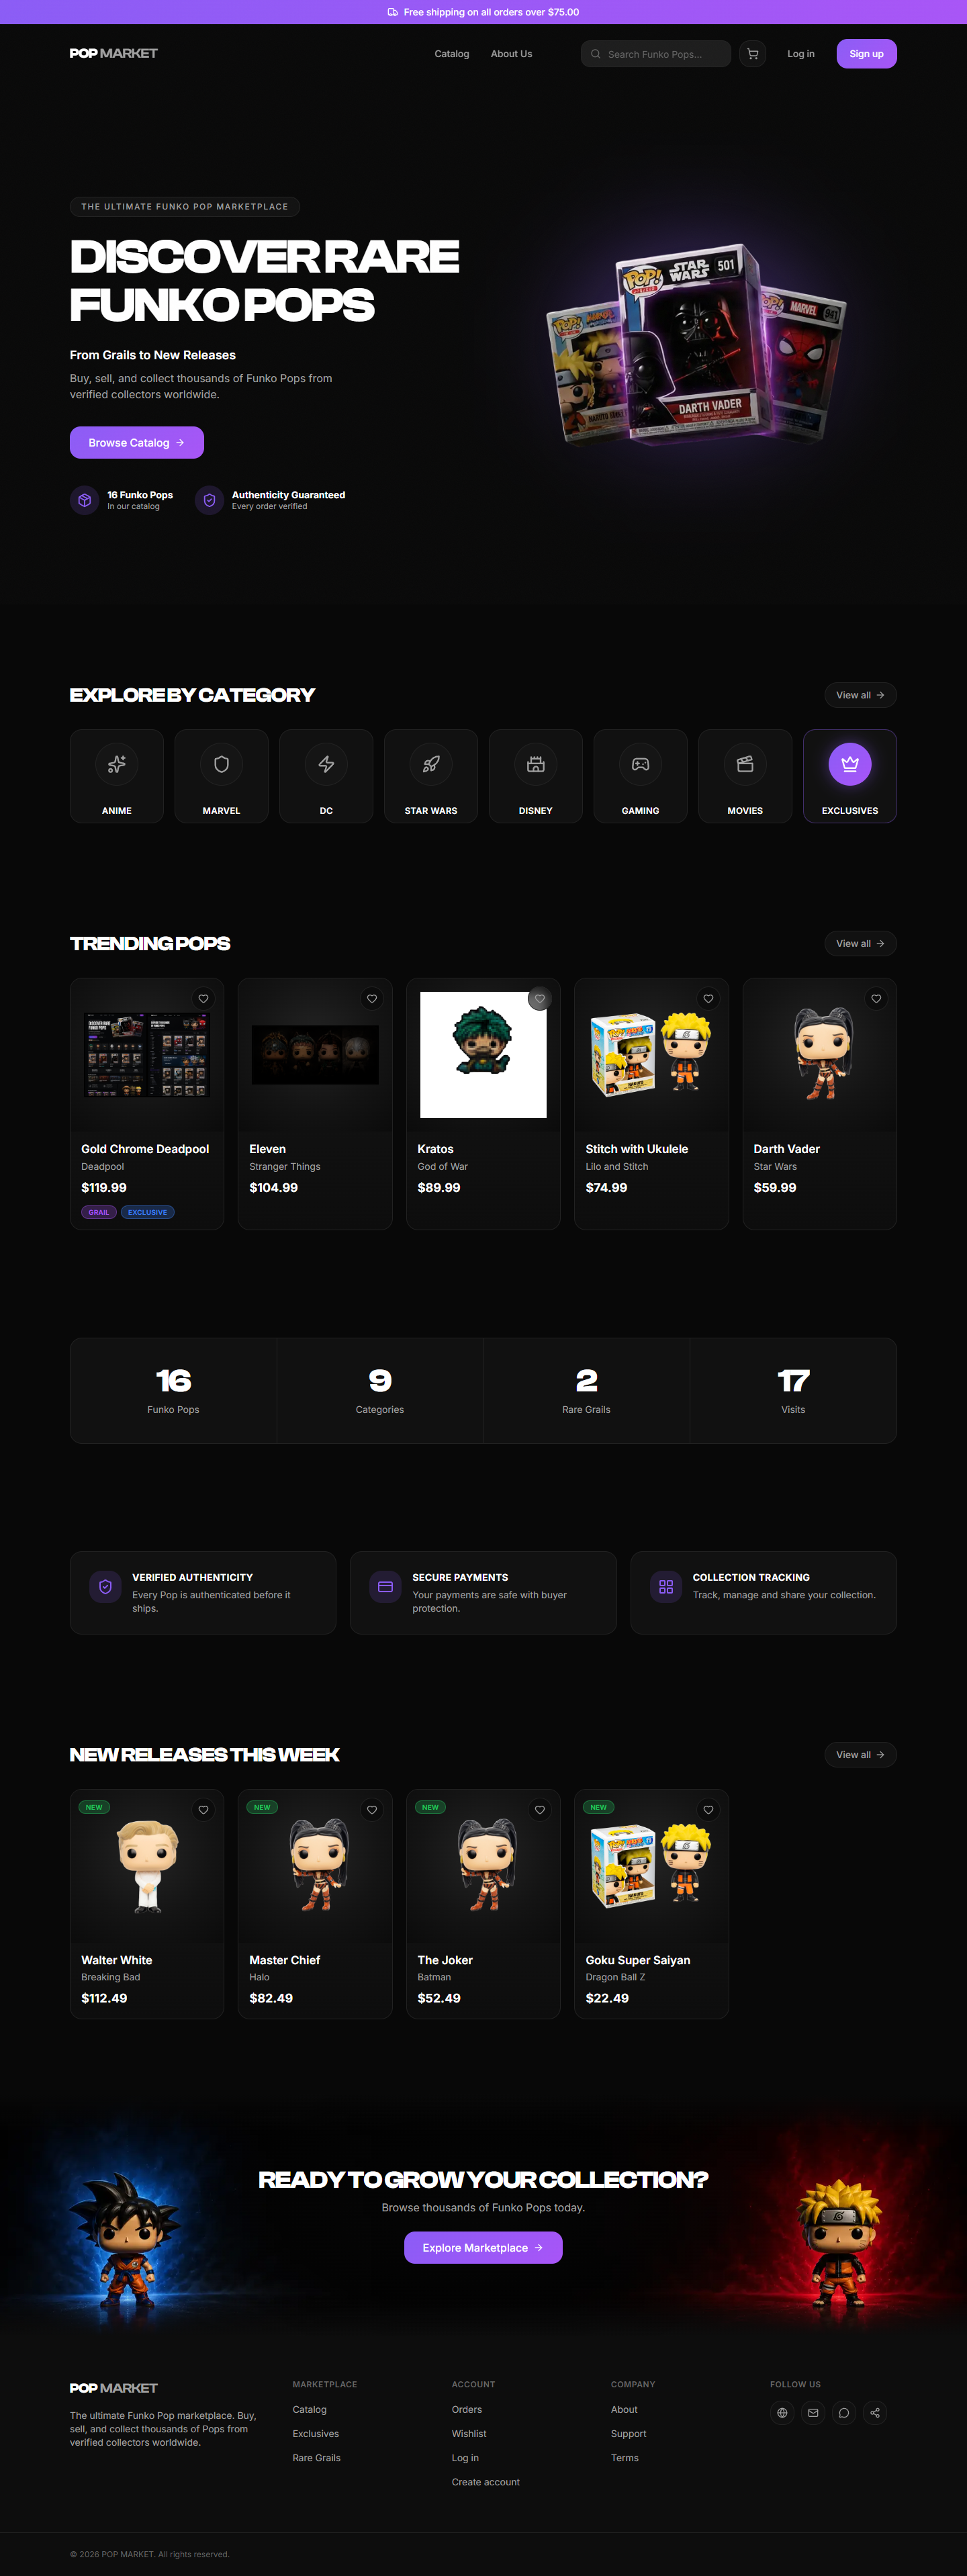 Free shipping on all orders over $75.00
POP MARKET
Catalog
About Us
Search Funko Pops...
Log in
Sign up
THE ULTIMATE FUNKO POP MARKETPLACE
DISCOVER RARE
FUNKO POPS
From Grails to New Releases
Buy, sell, and collect thousands of Funko Pops from
verified collectors worldwide.
Browse Catalog
16 Funko Pops
In our catalog
Authenticity Guaranteed
Every order verified
POP!
STAR WARS
501
DARTH VADER
POP!
POP!
MARVEL
EXPLORE BY CATEGORY
View all
ANIME
MARVEL
DC
STAR WARS
DISNEY
GAMING
MOVIES
EXCLUSIVES
TRENDING POPS
View all
Gold Chrome Deadpool
Deadpool
$119.99
GRAIL
EXCLUSIVE
Eleven
Stranger Things
$104.99
Kratos
God of War
$89.99
Stitch with Ukulele
Lilo and Stitch
$74.99
Darth Vader
Star Wars
$59.99
16
Funko Pops
9
Categories
2
Rare Grails
17
Visits
VERIFIED AUTHENTICITY
Every Pop is authenticated before it
ships.
SECURE PAYMENTS
Your payments are safe with buyer
protection.
COLLECTION TRACKING
Track, manage and share your collection.
NEW RELEASES THIS WEEK
View all
NEW
Walter White
Breaking Bad
$112.49
NEW
Master Chief
Halo
$82.49
NEW
The Joker
Batman
$52.49
NEW
Goku Super Saiyan
Dragon Ball Z
$22.49
READY TO GROW YOUR COLLECTION?
Browse thousands of Funko Pops today.
Explore Marketplace
POP MARKET
The ultimate Funko Pop marketplace. Buy,
sell, and collect thousands of Pops from
verified collectors worldwide.
MARKETPLACE
Catalog
Exclusives
Rare Grails
ACCOUNT
Orders
Wishlist
Log in
Create account
COMPANY
About
Support
Terms
FOLLOW US
© 2026 POP MARKET. All rights reserved.